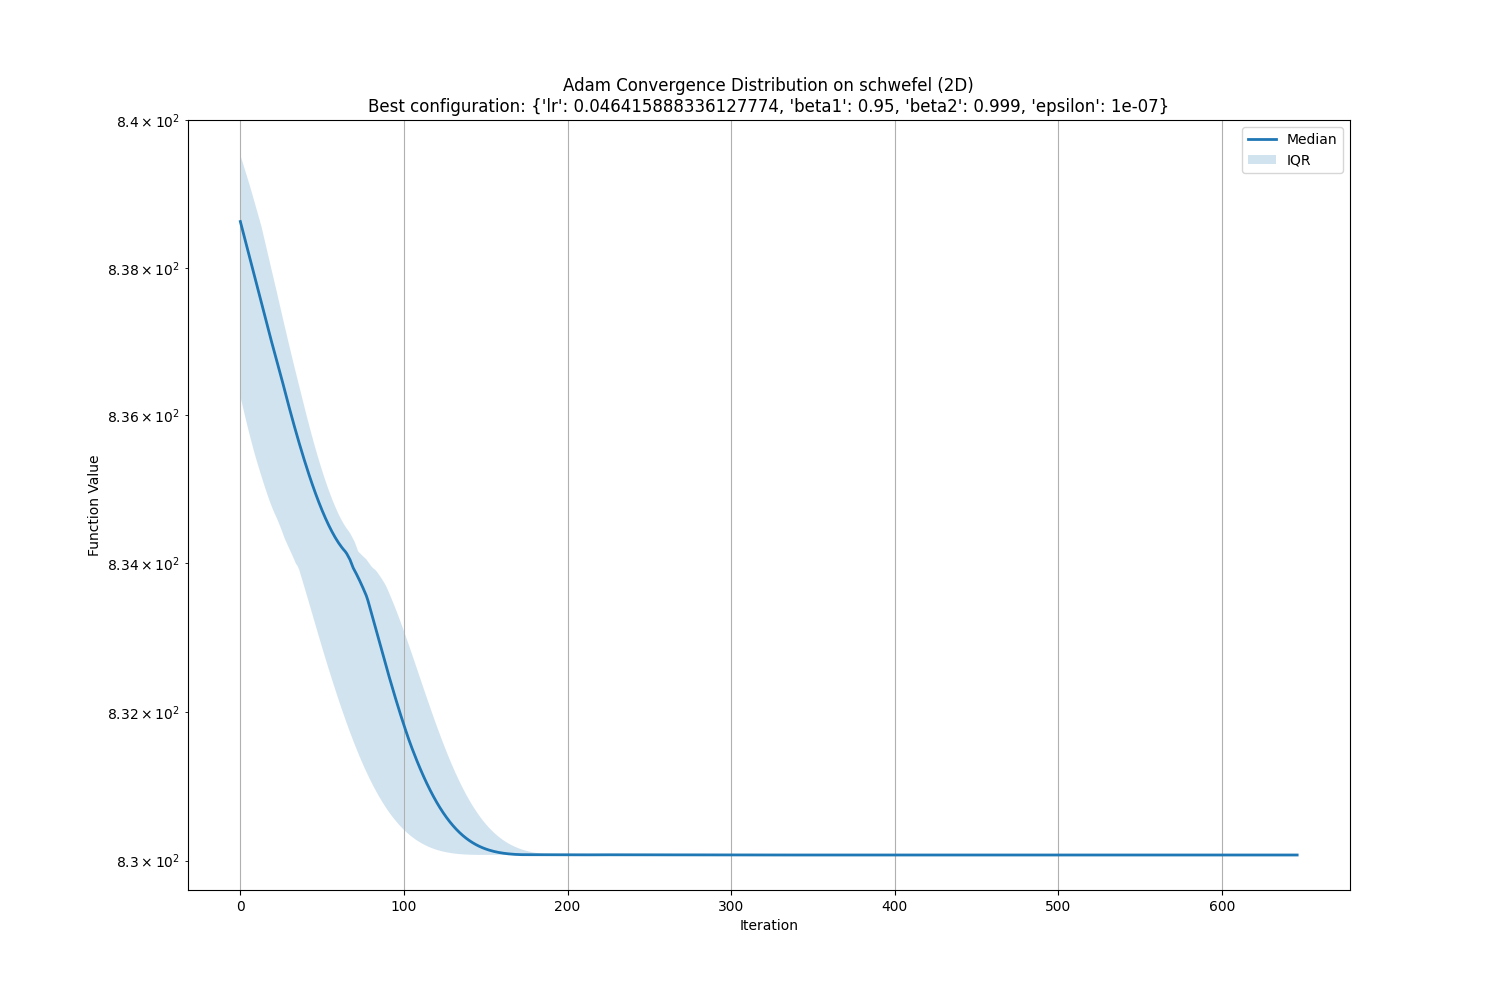 Adam Convergence Distribution on schwefel (2D)
Best configuration: {'lr': 0.046415888336127774, 'beta1': 0.95, 'beta2': 0.999, 'epsilon': 1e-07}
Median
IQR
8.4 × 10²
8.38 × 10²
8.36 × 10²
8.34 × 10²
8.32 × 10²
8.3 × 10²
Function Value
0 100 200 300 400 500 600
Iteration